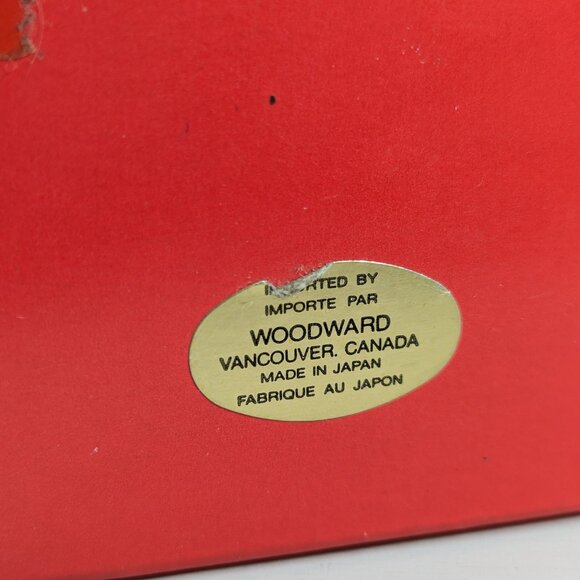 IMPORTED BY
IMPORTE PAR
WOODWARD
VANCOUVER. CANADA
MADE IN JAPAN
FABRIQUE AU JAPON